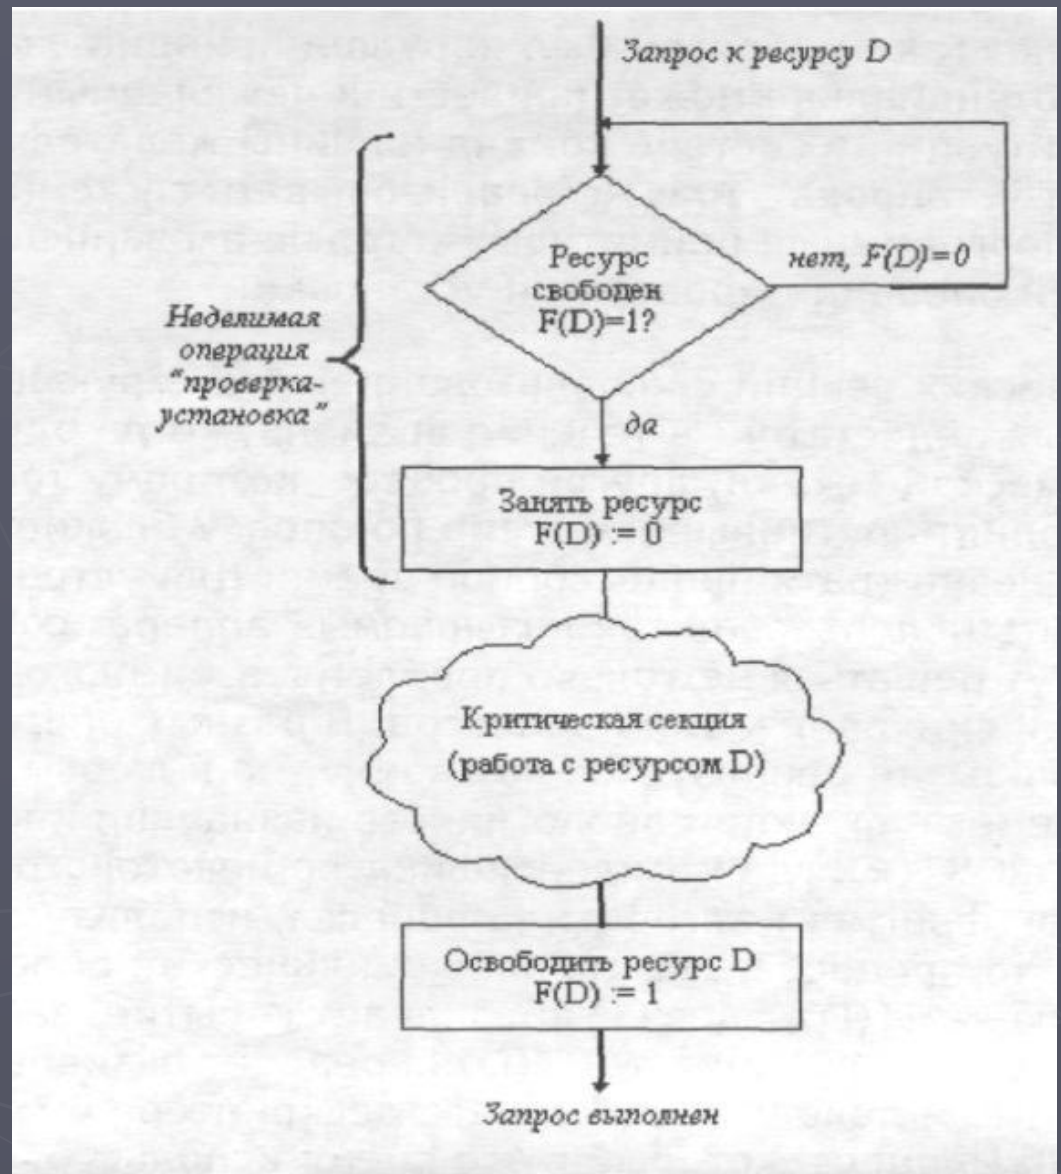 Запрос к ресурсу D
Ресурс
свободен
F(D)=1?
нет, F(D)=0
Неделимая
операция
"проверка-
установка"
да
Занять ресурс
F(D) := 0
Критическая секция
(работа с ресурсом D)
Освободить ресурс D
F(D) := 1
Запрос выполнен